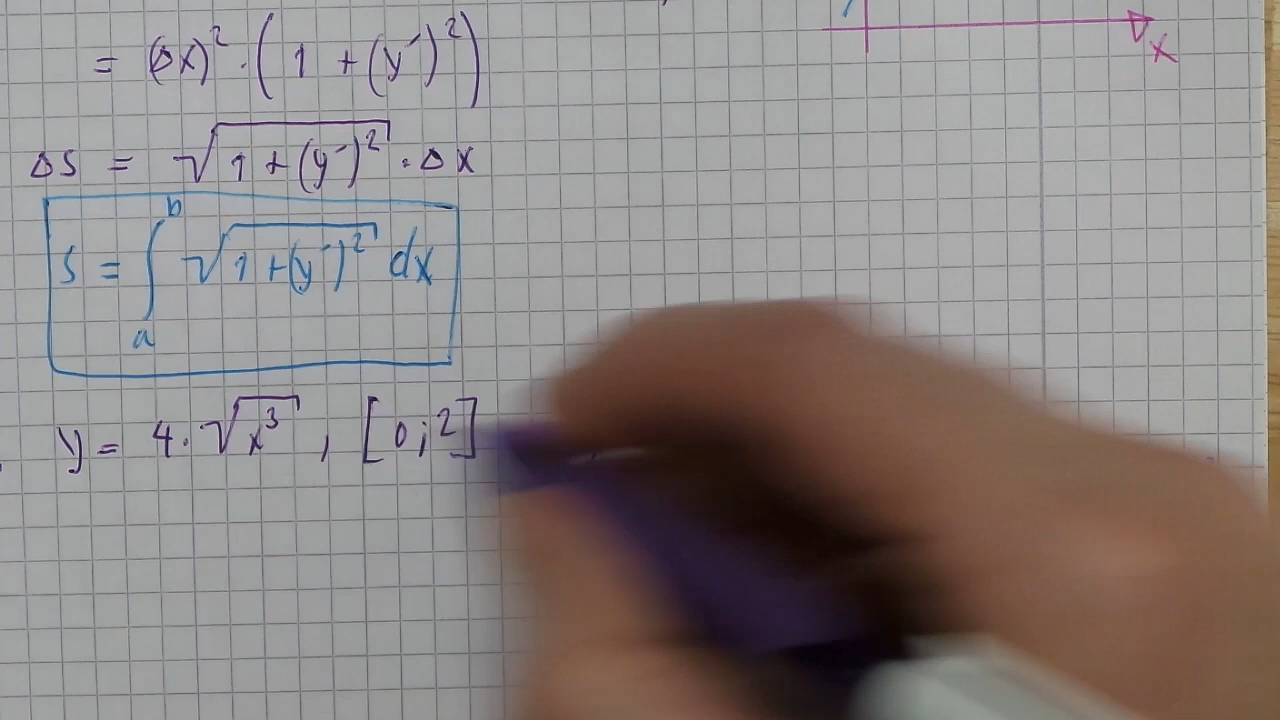 = (Δx)² · (1 + (y')²)
x
Δs = √(1 + (y')²) · Δx
s = ∫ₐᵇ √(1 + (y')²) dx
y = 4 · √x³ , [0;2]